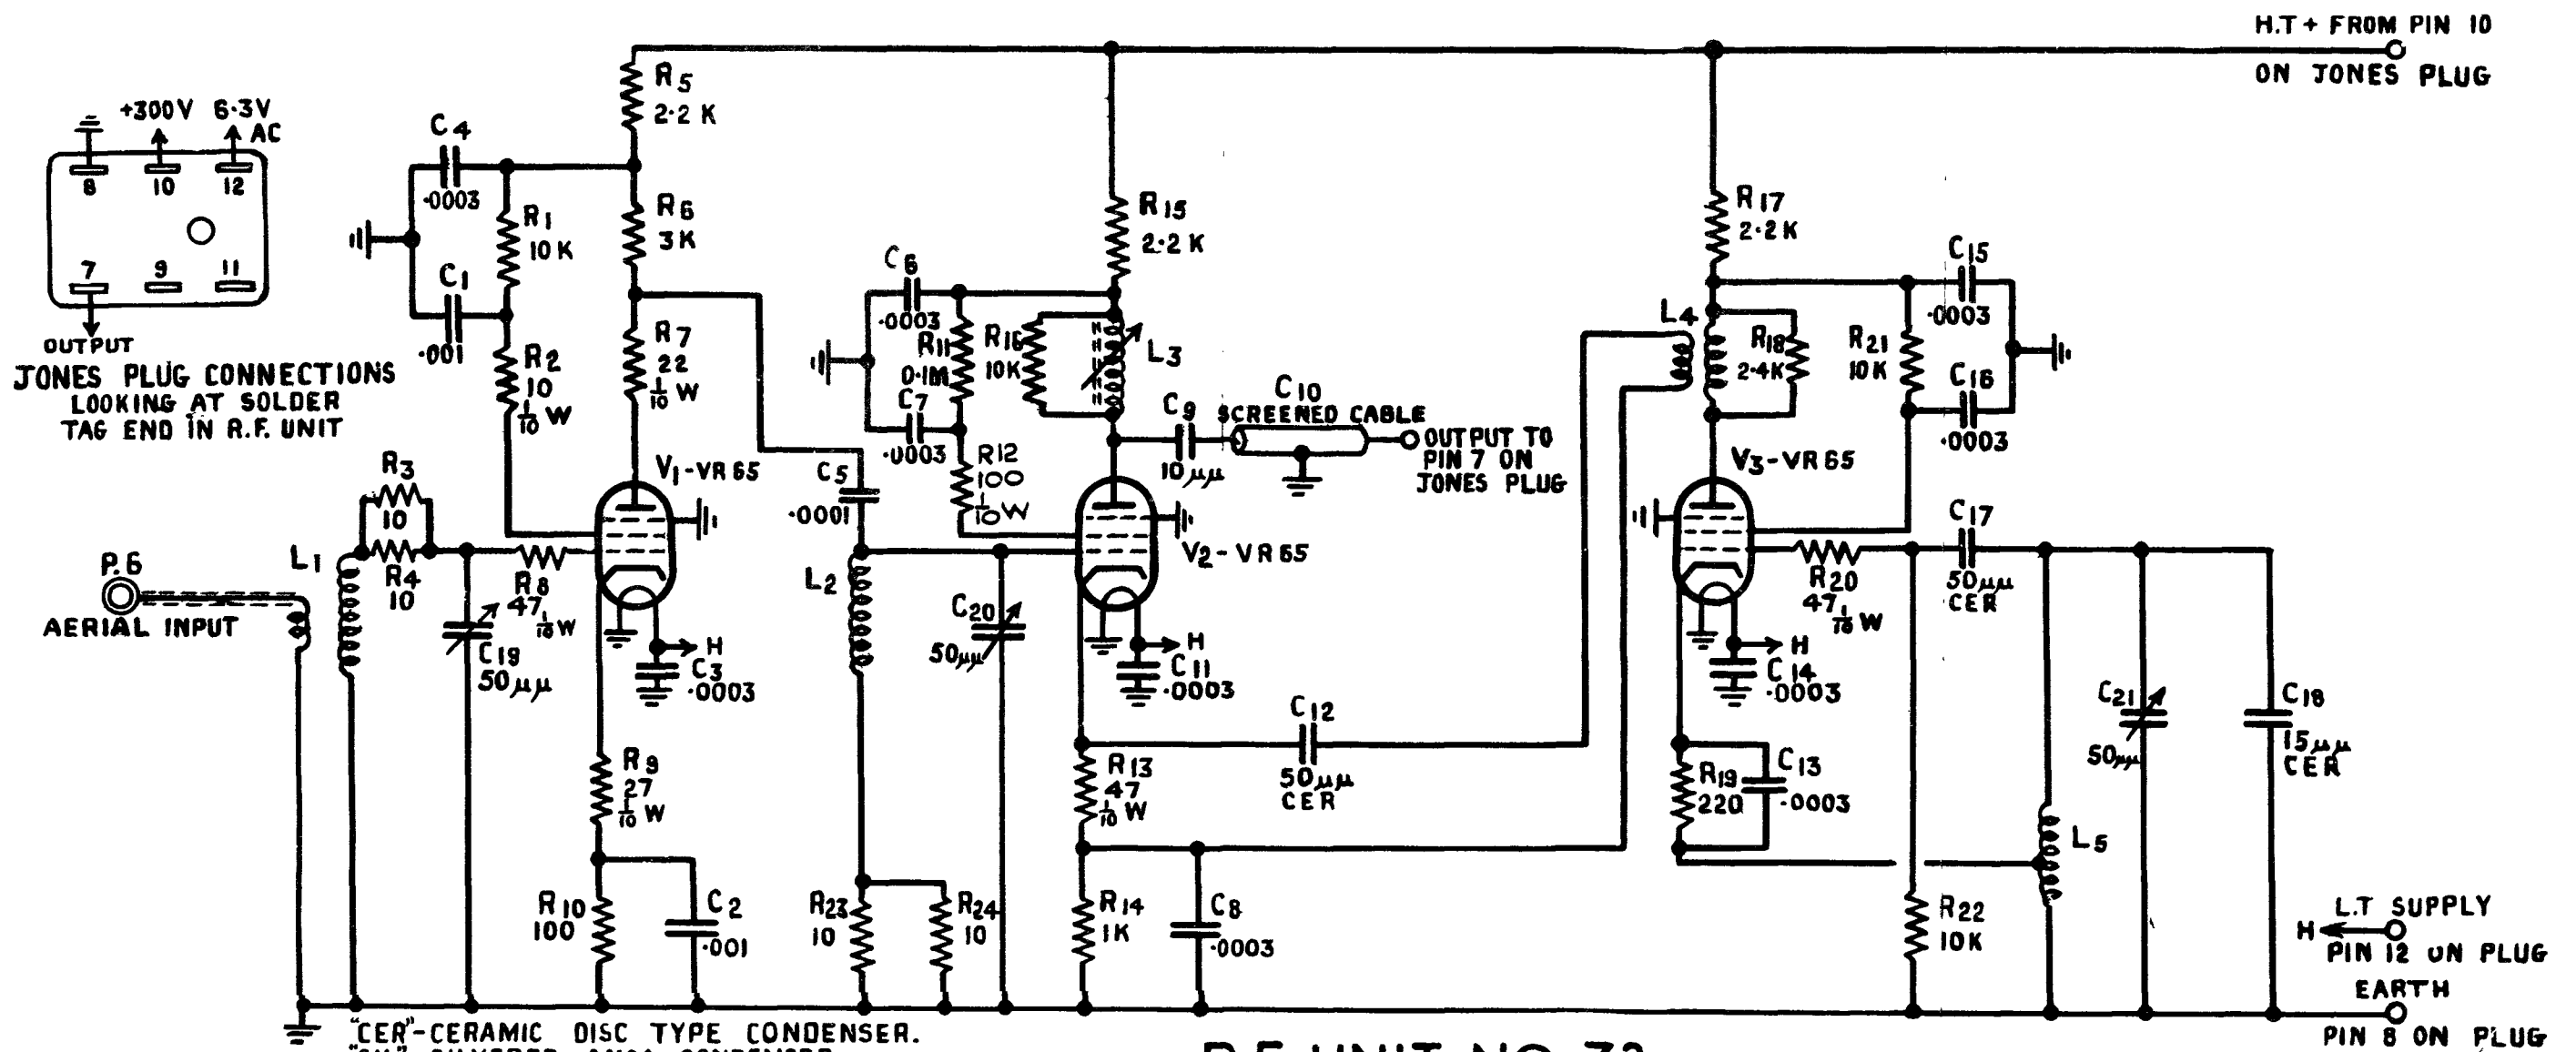 H.T + FROM PIN 10
ON JONES PLUG
+300V 6.3V
AC
8 10 12
7 9 11
OUTPUT
JONES PLUG CONNECTIONS
LOOKING AT SOLDER
TAG END IN R.F. UNIT
C4
.0003
R1
10K
C1
.001
R2
10
1/10 W
R5
2.2 K
R6
3K
R7
22
1/10 W
V1-VR65
R3
10
R4
10
L1
P.6
AERIAL INPUT
C19
50µµ
R8
47 1/10 W
H
C3
.0003
R9
27
1/10 W
R10
100
C2
.001
C5
.0001
L2
R23
10
R24
10
C20
50µµ
C6
.0003
R11
0.1M
C7
.0003
R12
100
1/10 W
R16
10K
R15
2.2 K
L3
C9
10µµ
C10
SCREENED CABLE
OUTPUT TO
PIN 7 ON
JONES PLUG
V2-VR65
H
C11
.0003
C12
50µµ
CER
R13
47
1/10 W
R14
1K
C8
.0003
R17
2.2K
L4
R18
2.4K
R21
10K
C15
.0003
C16
.0003
V3-VR65
C17
50µµ
CER
R20
47 1/10 W
H
C14
.0003
R19
220
C13
.0003
R22
10K
L5
C21
50µµ
C18
15µµ
CER
L.T SUPPLY
H
PIN 12 ON PLUG
EARTH
PIN 8 ON PLUG
"CER"-CERAMIC DISC TYPE CONDENSER.